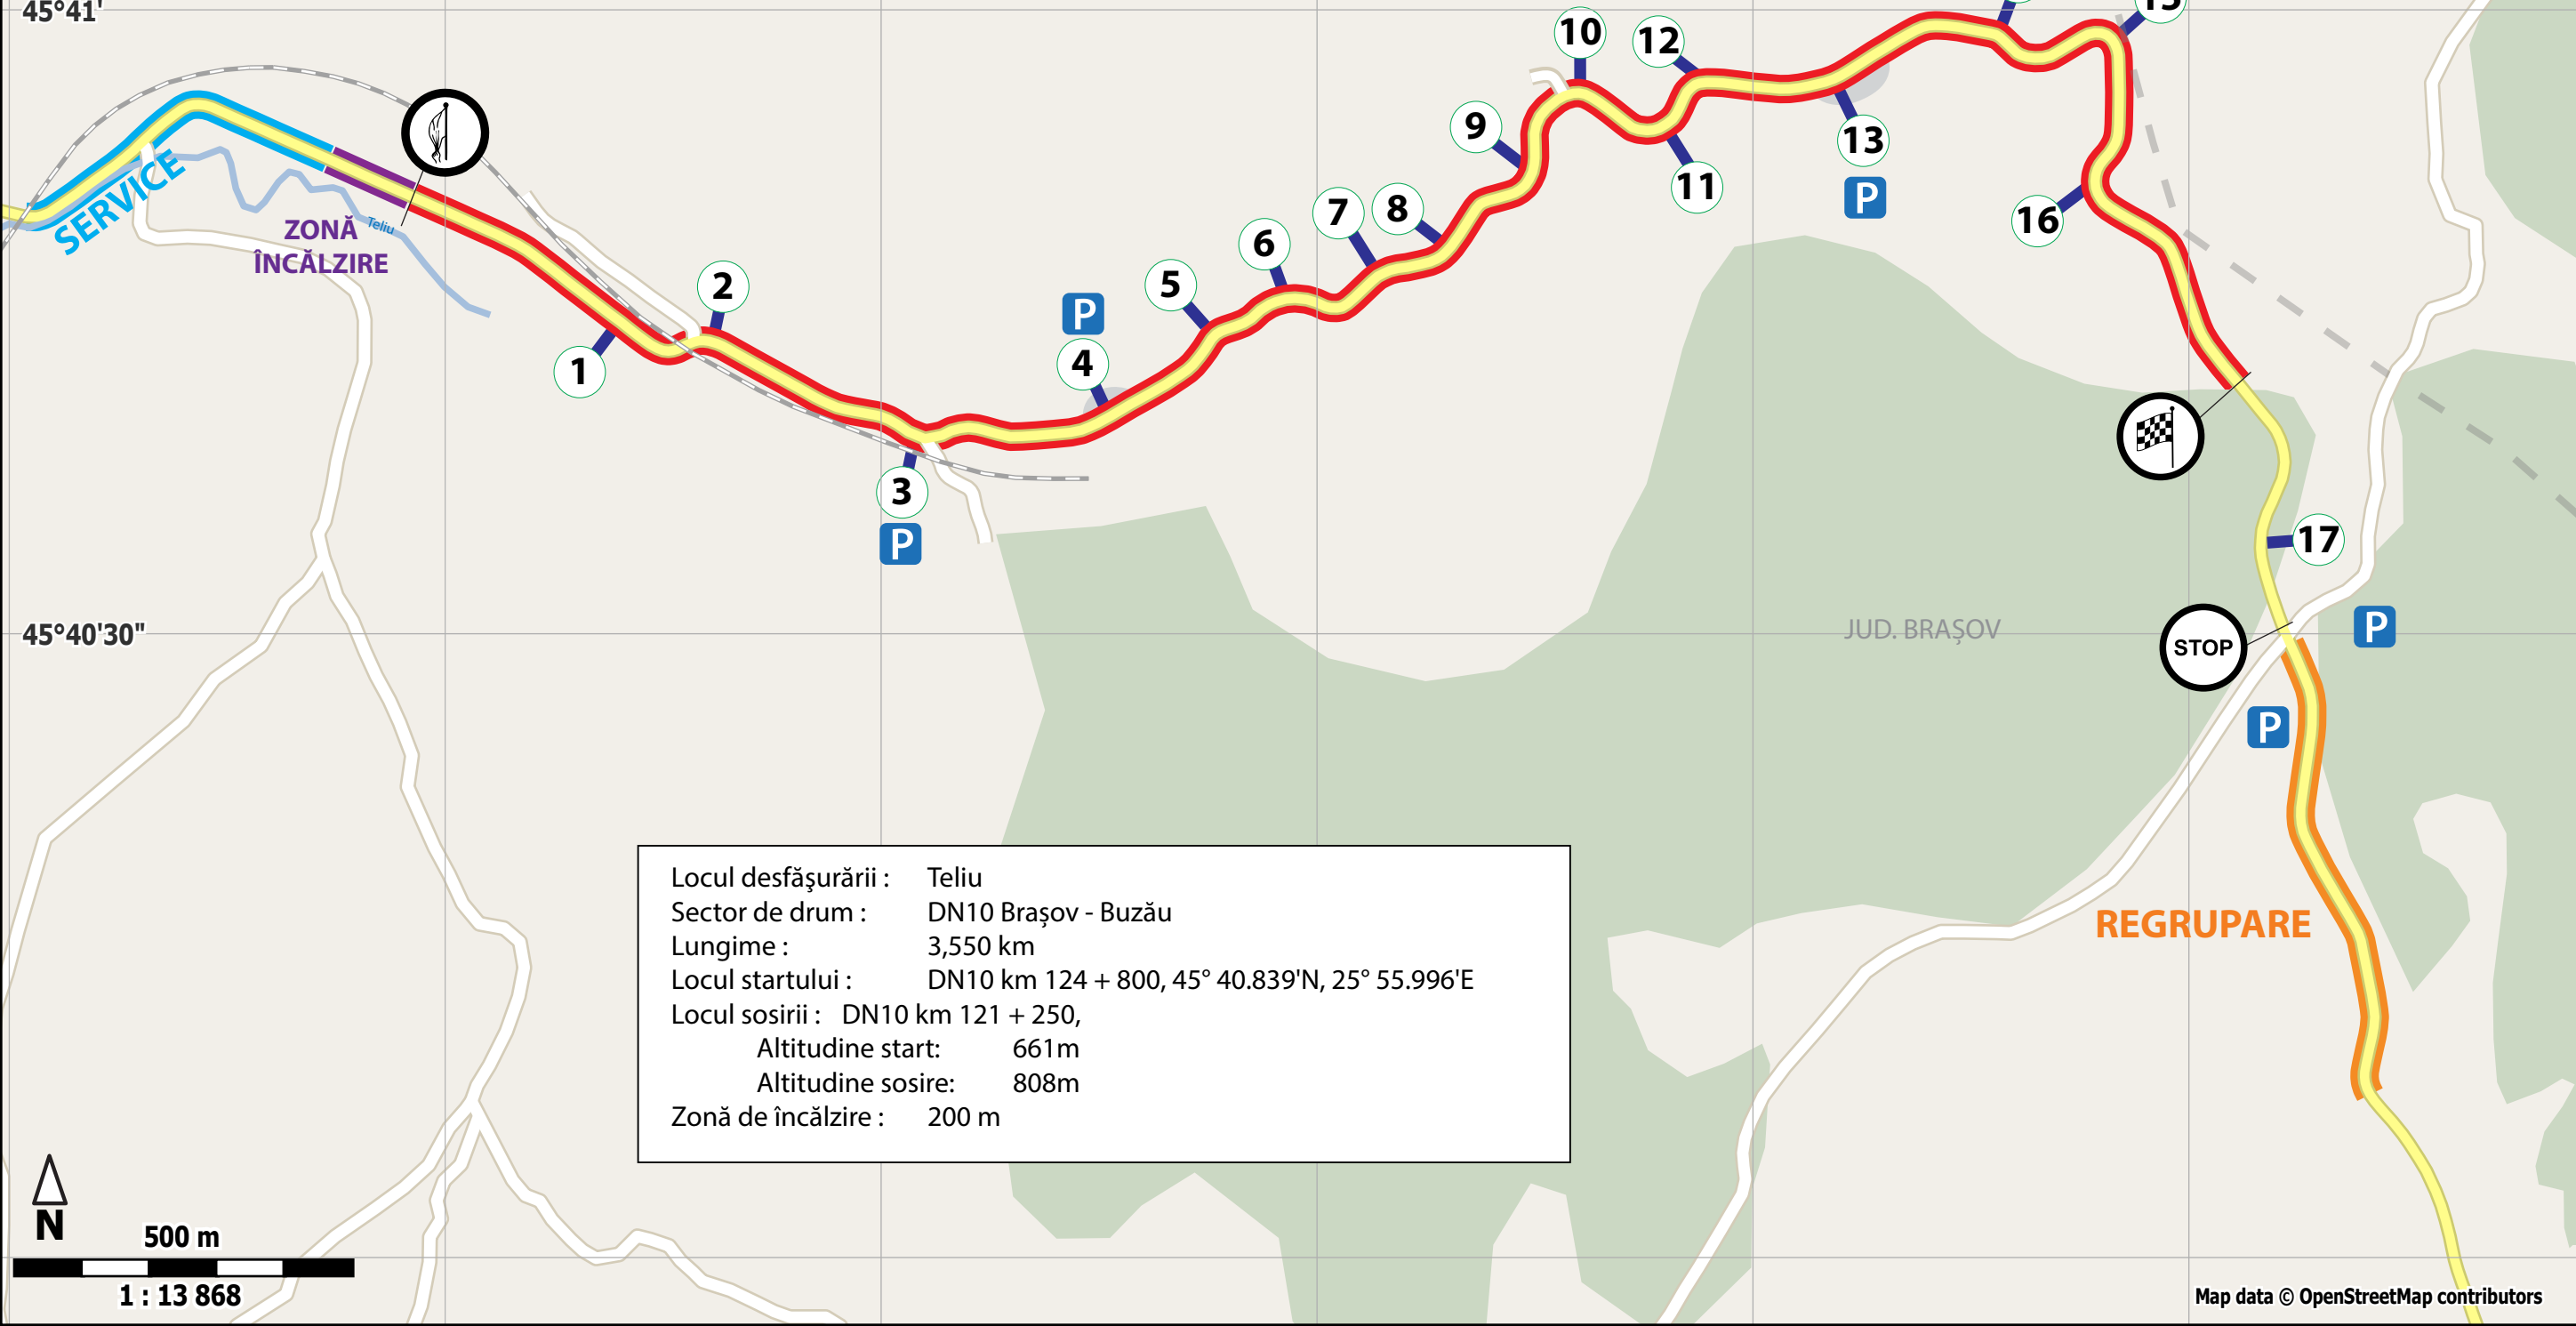 45°41'
15
10
12
9
13
P
11
SERVICE
ZONĂ
ÎNCĂLZIRE
Teliu
16
8
7
6
5
2
P
4
1
3
P
17
45°40'30"
JUD. BRAȘOV
STOP
P
P
REGRUPARE
Locul desfăşurării : Teliu
Sector de drum : DN10 Brașov - Buzău
Lungime : 3,550 km
Locul startului : DN10 km 124 + 800, 45° 40.839'N, 25° 55.996'E
Locul sosirii : DN10 km 121 + 250,
Altitudine start: 661m
Altitudine sosire: 808m
Zonă de încălzire : 200 m
N
500 m
1 : 13 868
Map data © OpenStreetMap contributors